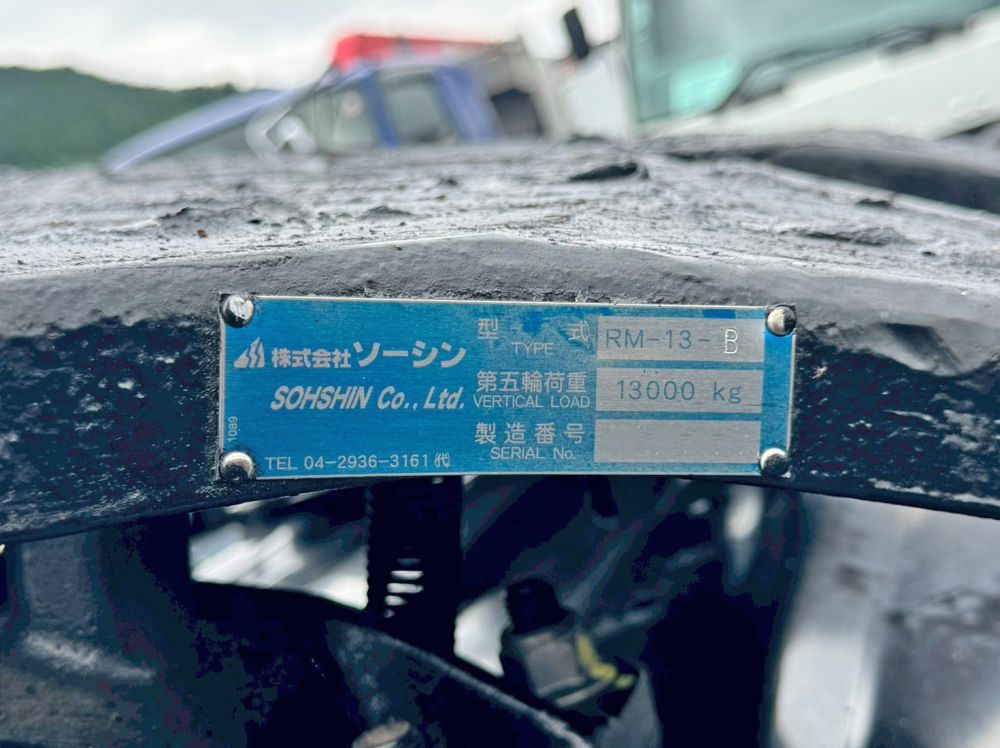 株式会社ソーシン
SOHSHIN Co., Ltd.
1089
TEL 04-2936-3161㈹
型 式 RM-13-B
TYPE
第五輪荷重 13000 kg
VERTICAL LOAD
製造番号
SERIAL No.